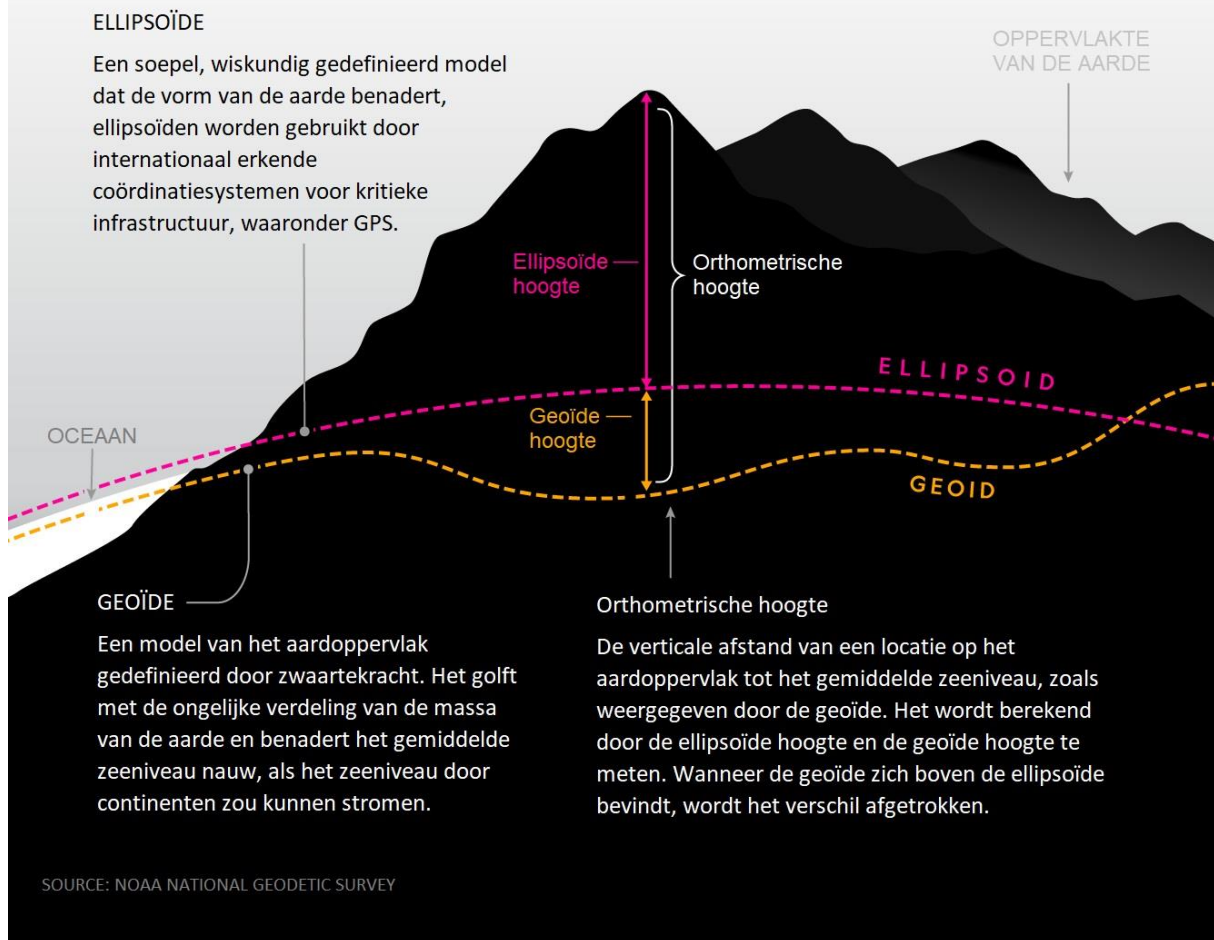 ELLIPSOÏDE
Een soepel, wiskundig gedefinieerd model
dat de vorm van de aarde benadert,
ellipsoïden worden gebruikt door
internationaal erkende
coördinatiesystemen voor kritieke
infrastructuur, waaronder GPS.
OPPERVLAKTE
VAN DE AARDE
Ellipsoïde
hoogte
Orthometrische
hoogte
ELLIPSOID
Geoïde
hoogte
OCEAAN
GEOID
GEOÏDE
Een model van het aardoppervlak
gedefinieerd door zwaartekracht. Het golft
met de ongelijke verdeling van de massa
van de aarde en benadert het gemiddelde
zeeniveau nauw, als het zeeniveau door
continenten zou kunnen stromen.
Orthometrische hoogte
De verticale afstand van een locatie op het
aardoppervlak tot het gemiddelde zeeniveau, zoals
weergegeven door de geoïde. Het wordt berekend
door de ellipsoïde hoogte en de geoïde hoogte te
meten. Wanneer de geoïde zich boven de ellipsoïde
bevindt, wordt het verschil afgetrokken.
SOURCE: NOAA NATIONAL GEODETIC SURVEY